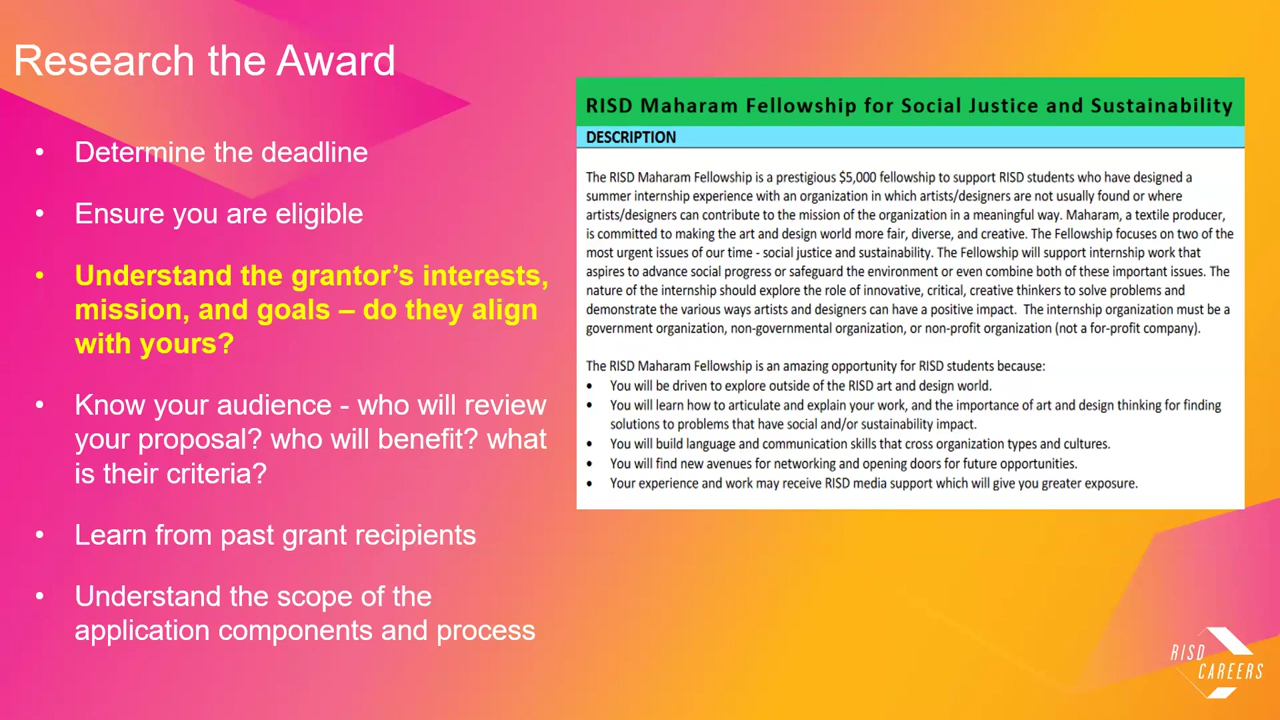 Research the Award
• Determine the deadline
• Ensure you are eligible
• Understand the grantor’s interests,
mission, and goals – do they align
with yours?
• Know your audience - who will review
your proposal? who will benefit? what
is their criteria?
• Learn from past grant recipients
• Understand the scope of the
application components and process
RISD Maharam Fellowship for Social Justice and Sustainability
DESCRIPTION
The RISD Maharam Fellowship is a prestigious $5,000 fellowship to support RISD students who have designed a
summer internship experience with an organization in which artists/designers are not usually found or where
artists/designers can contribute to the mission of the organization in a meaningful way. Maharam, a textile producer,
is committed to making the art and design world more fair, diverse, and creative. The Fellowship focuses on two of the
most urgent issues of our time - social justice and sustainability. The Fellowship will support internship work that
aspires to advance social progress or safeguard the environment or even combine both of these important issues. The
nature of the internship should explore the role of innovative, critical, creative thinkers to solve problems and
demonstrate the various ways artists and designers can have a positive impact. The internship organization must be a
government organization, non-governmental organization, or non-profit organization (not a for-profit company).
The RISD Maharam Fellowship is an amazing opportunity for RISD students because:
• You will be driven to explore outside of the RISD art and design world.
• You will learn how to articulate and explain your work, and the importance of art and design thinking for finding
solutions to problems that have social and/or sustainability impact.
• You will build language and communication skills that cross organization types and cultures.
• You will find new avenues for networking and opening doors for future opportunities.
• Your experience and work may receive RISD media support which will give you greater exposure.
RISD
CAREERS